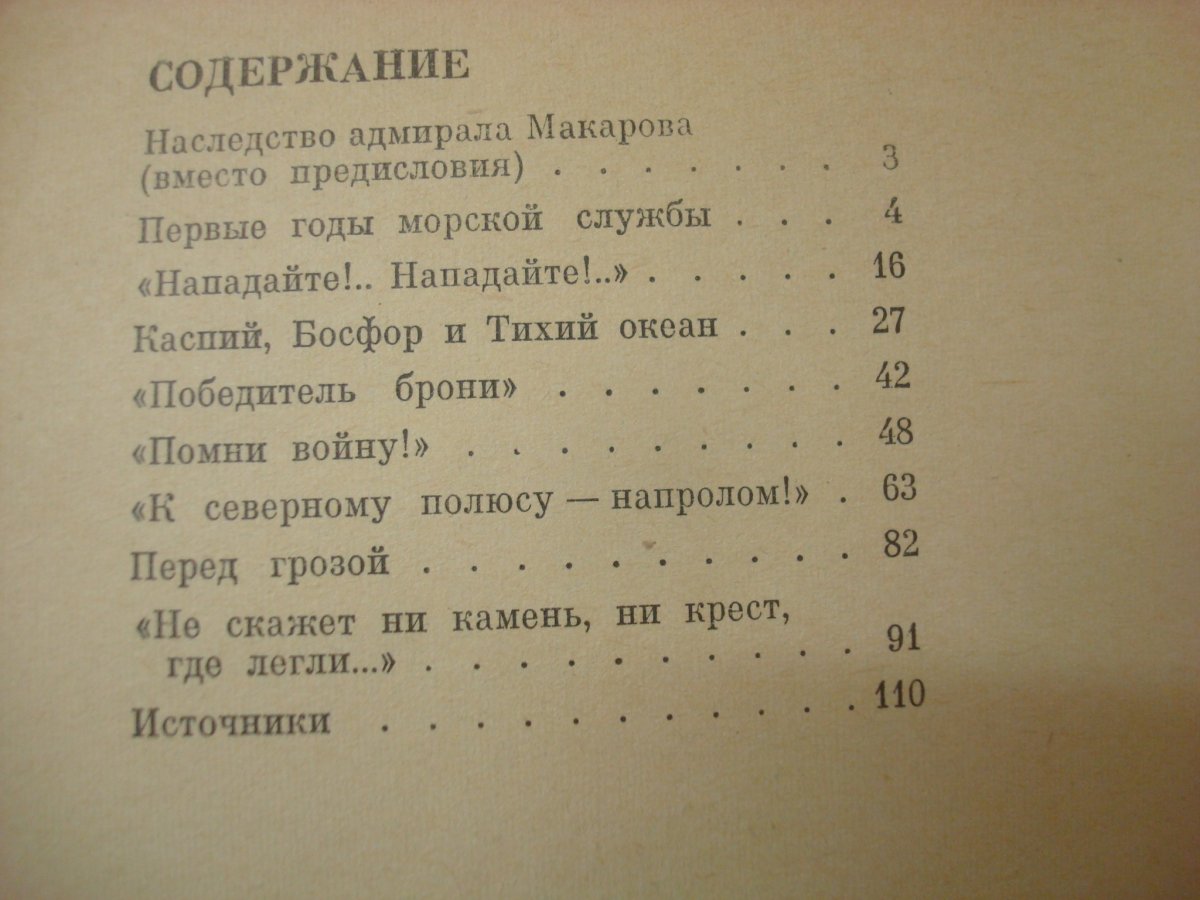 СОДЕРЖАНИЕ
Наследство адмирала Макарова
(вместо предисловия) . . . . . . . 3
Первые годы морской службы . . . 4
«Нападайте!.. Нападайте!..» . . . . . 16
Каспий, Босфор и Тихий океан . . . 27
«Победитель брони» . . . . . . . 42
«Помни войну!» . . . . . . . . . 48
«К северному полюсу — напролом!» . 63
Перед грозой . . . . . . . . . . 82
«Не скажет ни камень, ни крест,
где легли...» . . . . . . . . . . 91
Источники . . . . . . . . . . . 110